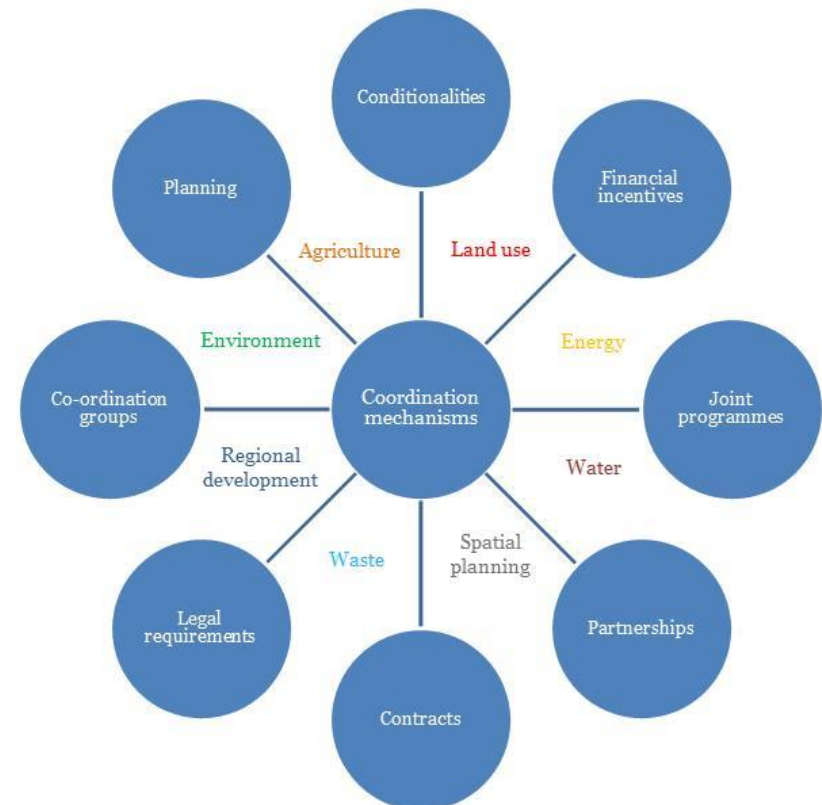 Conditionalities
Planning
Financial
incentives
Agriculture
Land use
Environment
Energy
Co-ordination
groups
Coordination
mechanisms
Joint
programmes
Regional
development
Water
Waste
Spatial
planning
Legal
requirements
Partnerships
Contracts